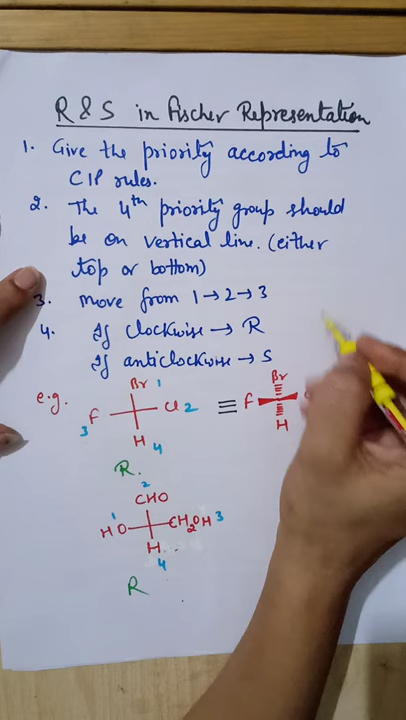 R & S in Fischer Representation
1. Give the priority according to
CIP rules.
2. The 4th priority group should
be on vertical line. (either
top or bottom)
3. Move from 1→2→3
4. If clockwise → R
If anticlockwise → S
e.g. Br 1 Br
F 3 Cl 2 ≡ F
H 4 H
R.
2
CHO
1 HO CH2OH 3
H
4
R